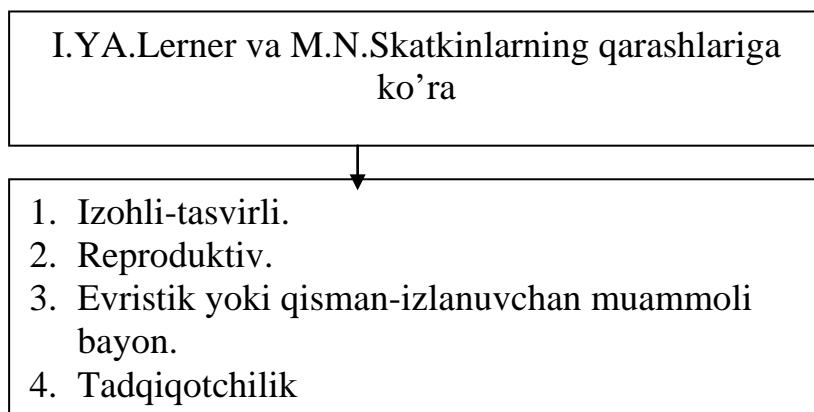 I.YA.Lerner va M.N.Skatkinlarning qarashlariga
ko’ra
1. Izohli-tasvirli.
2. Reproduktiv.
3. Evristik yoki qisman-izlanuvchan muammoli
bayon.
4. Tadqiqotchilik